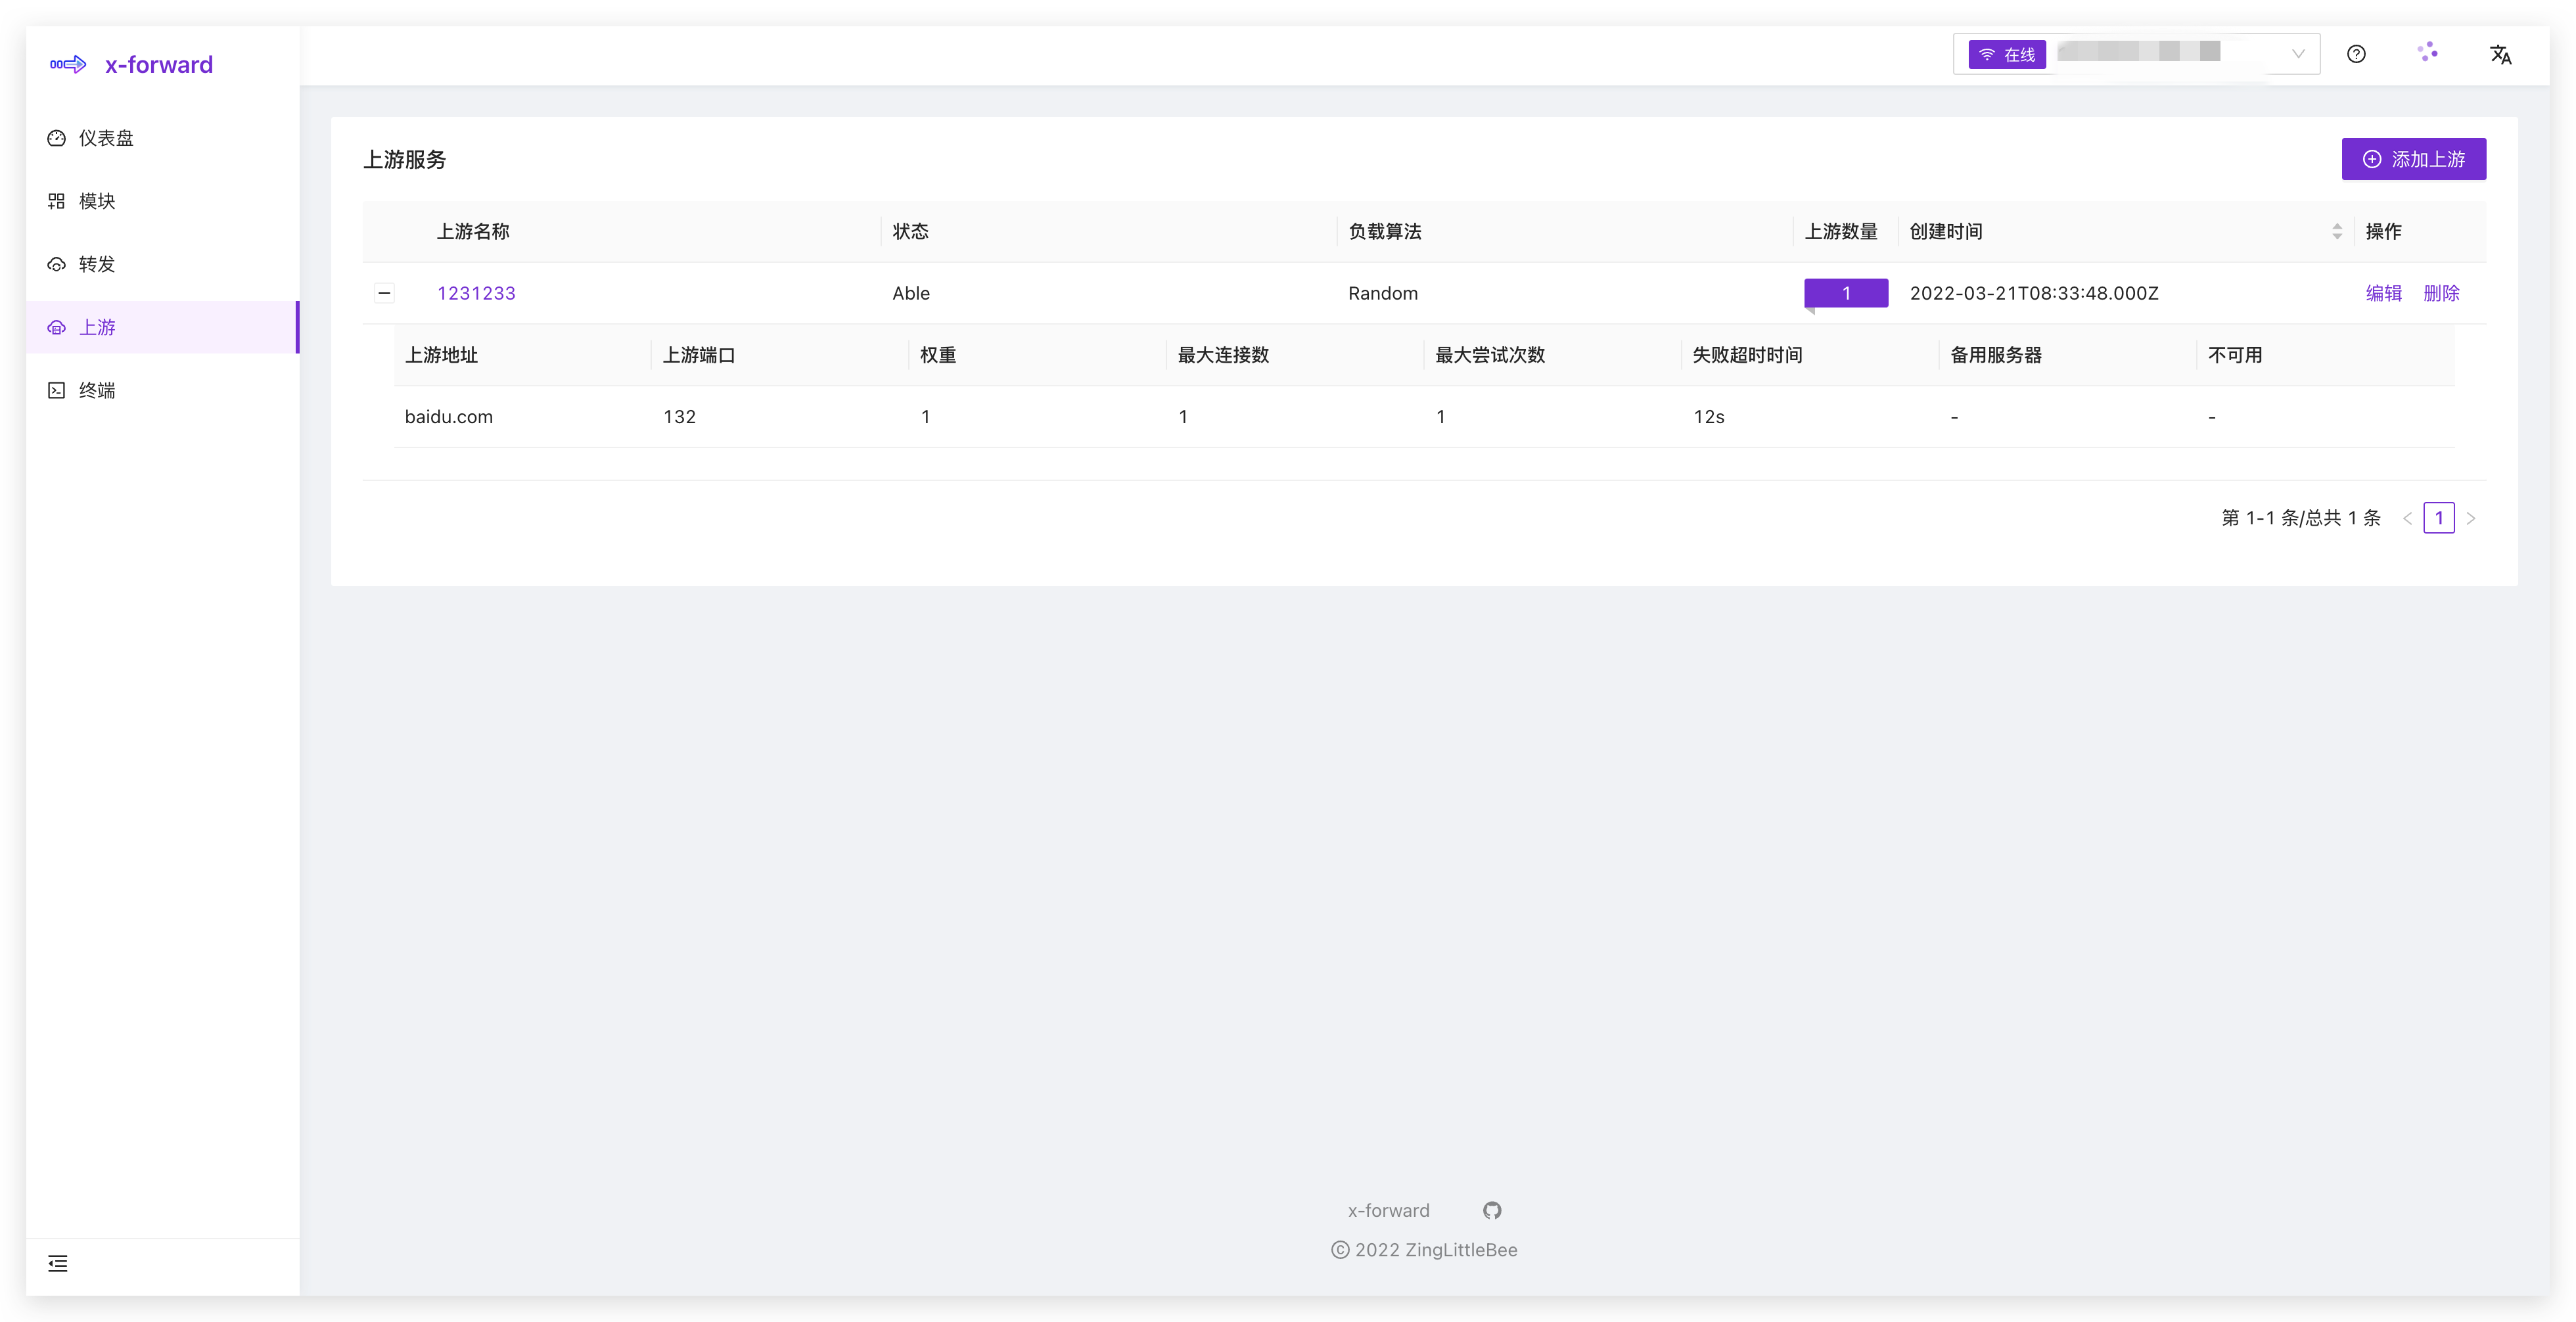 x-forward
在线
仪表盘
模块
转发
上游
终端
上游服务
添加上游
上游名称 状态 负载算法 上游数量 创建时间 操作
1231233 Able Random 1 2022-03-21T08:33:48.000Z 编辑 删除
上游地址 上游端口 权重 最大连接数 最大尝试次数 失败超时时间 备用服务器 不可用
baidu.com 132 1 1 1 12s - -
第 1-1 条/总共 1 条 < 1 >
x-forward
© 2022 ZingLittleBee